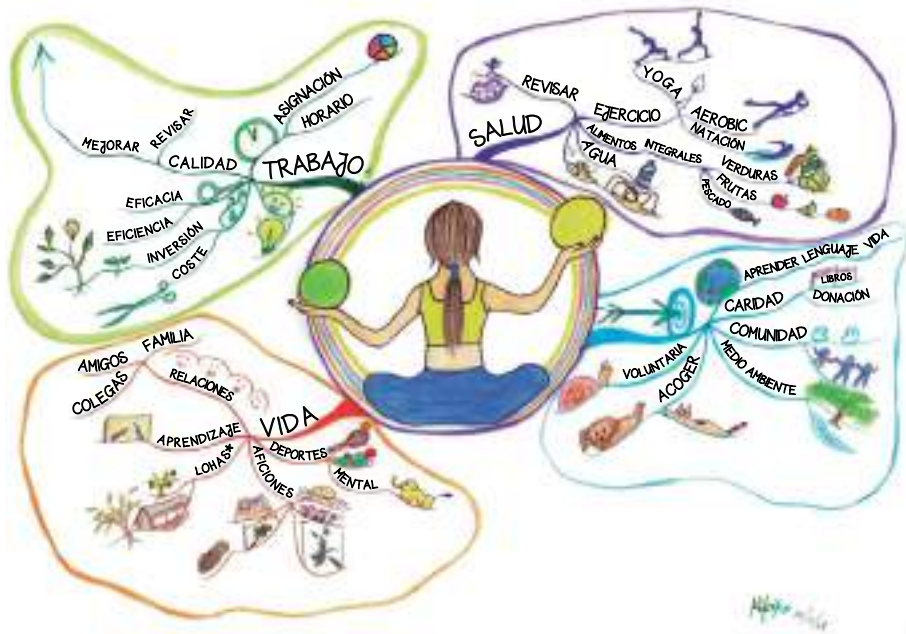 TRABAJO
ASIGNACIÓN
HORARIO
CALIDAD
REVISAR
MEJORAR
EFICACIA
EFICIENCIA
INVERSIÓN
COSTE
SALUD
REVISAR
EJERCICIO
YOGA
AEROBIC
NATACIÓN
ALIMENTOS INTEGRALES
VERDURAS
FRUTAS
PESCADO
AGUA
APRENDER LENGUAJE VIDA
CARIDAD
LIBROS
DONACIÓN
COMUNIDAD
MEDIO AMBIENTE
ACOGER
VOLUNTARIA
VIDA
RELACIONES
FAMILIA
AMIGOS
COLEGAS
APRENDIZAJE
LOHAS*
AFICIONES
DEPORTES
MENTAL